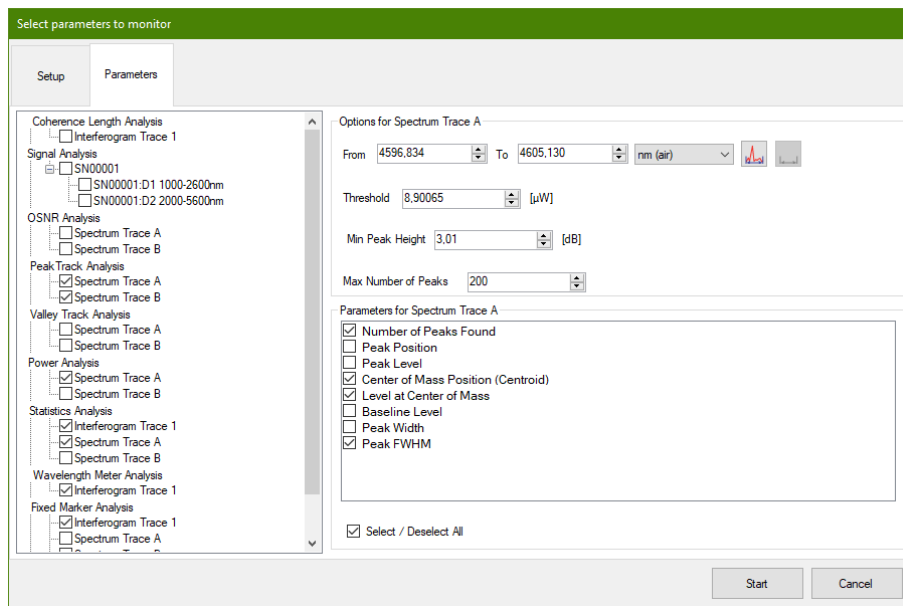 Select parameters to monitor
Setup
Parameters
Coherence Length Analysis
Interferogram Trace 1
Signal Analysis
SN00001
SN00001:D1 1000-2600nm
SN00001:D2 2000-5600nm
OSNR Analysis
Spectrum Trace A
Spectrum Trace B
PeakTrack Analysis
Spectrum Trace A
Spectrum Trace B
Valley Track Analysis
Spectrum Trace A
Spectrum Trace B
Power Analysis
Spectrum Trace A
Spectrum Trace B
Statistics Analysis
Interferogram Trace 1
Spectrum Trace A
Spectrum Trace B
Wavelength Meter Analysis
Interferogram Trace 1
Fixed Marker Analysis
Interferogram Trace 1
Spectrum Trace A
Options for Spectrum Trace A
From 4596,834 To 4605,130 nm (air)
Threshold 8,90065 [µW]
Min Peak Height 3,01 [dB]
Max Number of Peaks 200
Parameters for Spectrum Trace A
Number of Peaks Found
Peak Position
Peak Level
Center of Mass Position (Centroid)
Level at Center of Mass
Baseline Level
Peak Width
Peak FWHM
Select / Deselect All
Start
Cancel